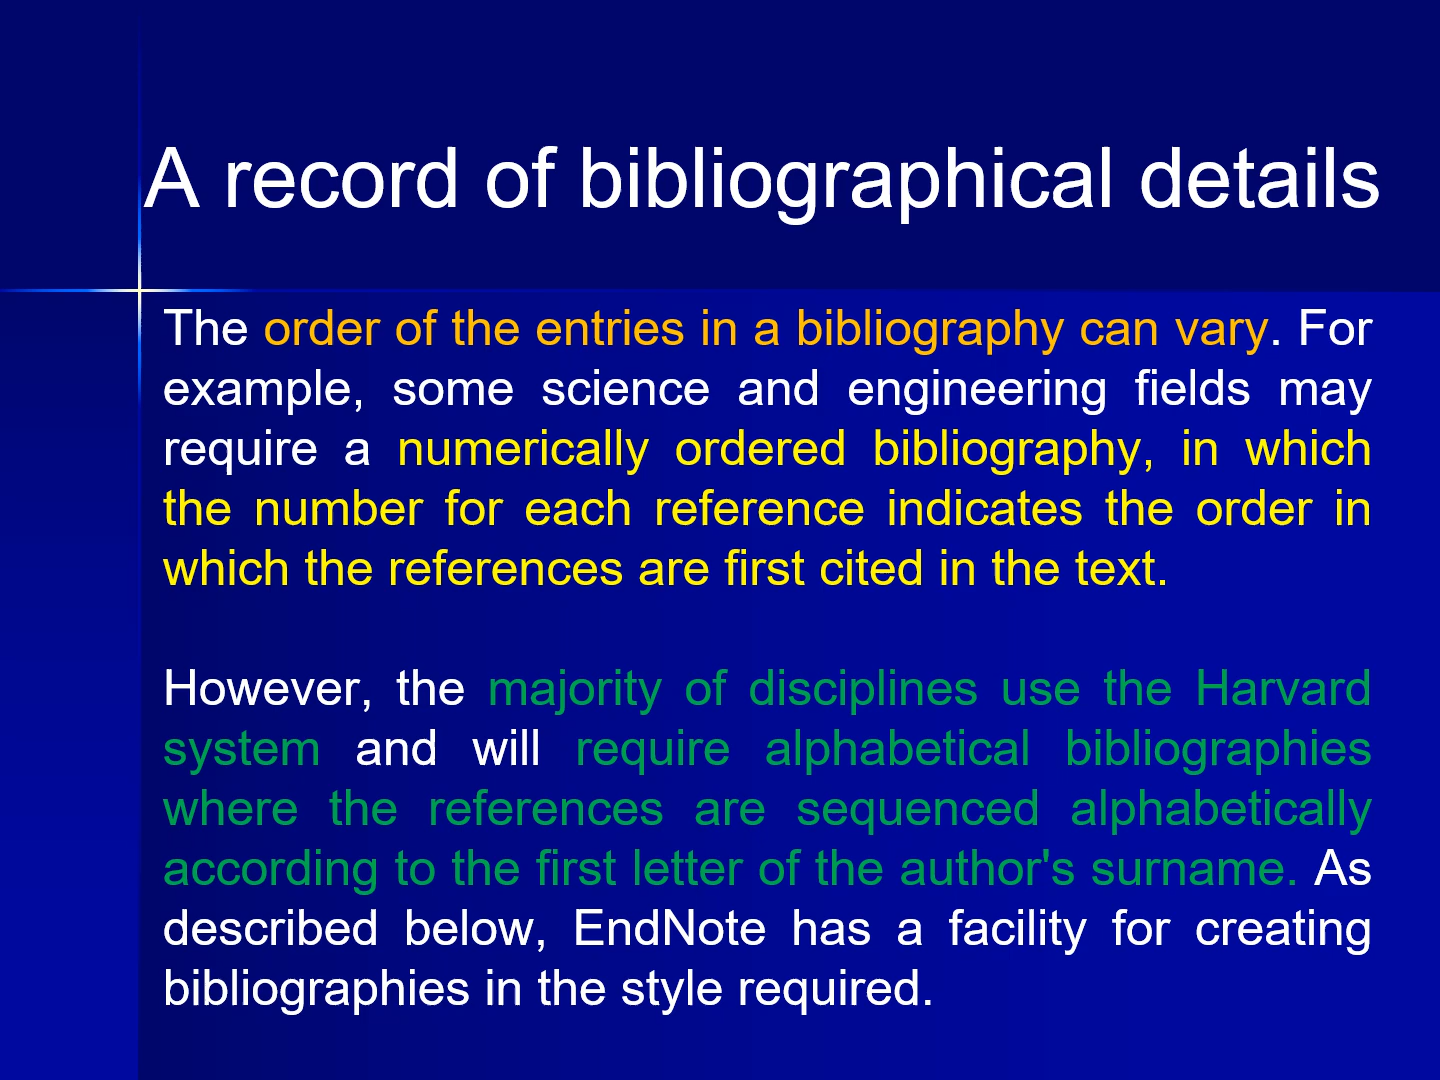 A record of bibliographical details
The order of the entries in a bibliography can vary. For
example, some science and engineering fields may
require a numerically ordered bibliography, in which
the number for each reference indicates the order in
which the references are first cited in the text.
However, the majority of disciplines use the Harvard
system and will require alphabetical bibliographies
where the references are sequenced alphabetically
according to the first letter of the author's surname. As
described below, EndNote has a facility for creating
bibliographies in the style required.